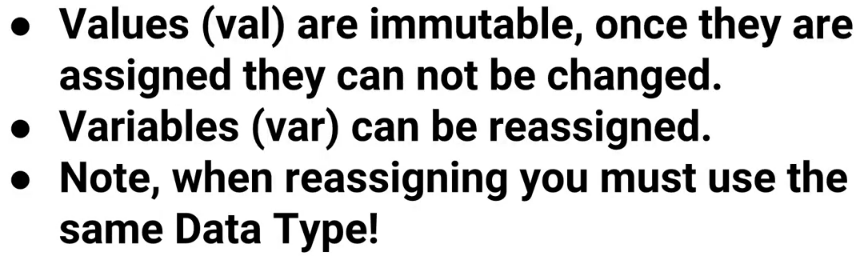 ● Values (val) are immutable, once they are
assigned they can not be changed.
● Variables (var) can be reassigned.
● Note, when reassigning you must use the
same Data Type!